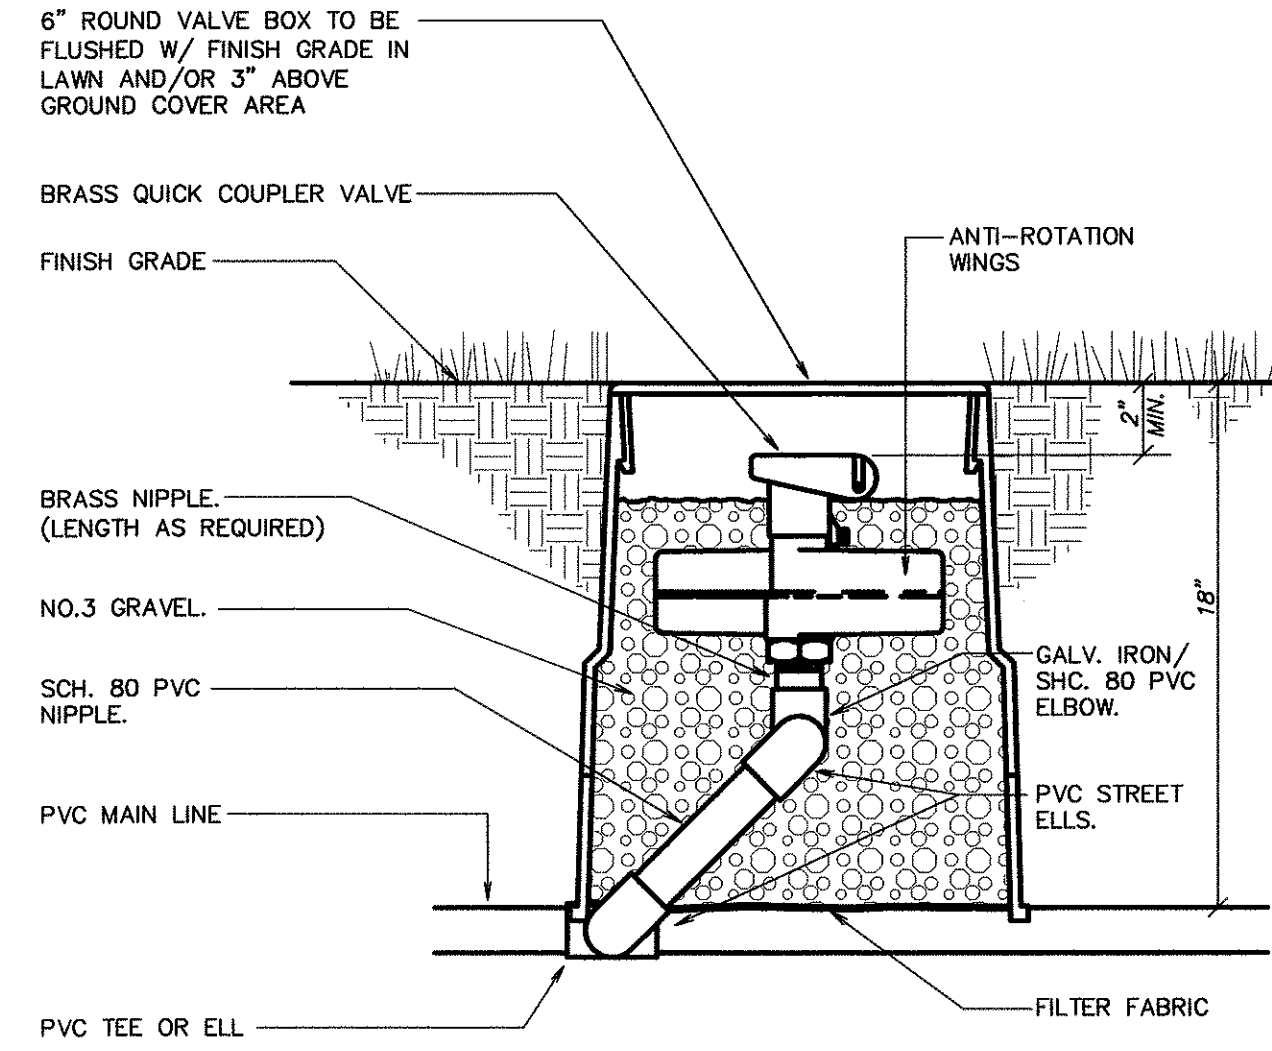 6" ROUND VALVE BOX TO BE
FLUSHED W/ FINISH GRADE IN
LAWN AND/OR 3" ABOVE
GROUND COVER AREA
BRASS QUICK COUPLER VALVE
FINISH GRADE
ANTI-ROTATION
WINGS
2"
MIN.
BRASS NIPPLE.
(LENGTH AS REQUIRED)
18"
NO.3 GRAVEL.
GALV. IRON/
SHC. 80 PVC
ELBOW.
SCH. 80 PVC
NIPPLE.
PVC STREET
ELLS.
PVC MAIN LINE
FILTER FABRIC
PVC TEE OR ELL